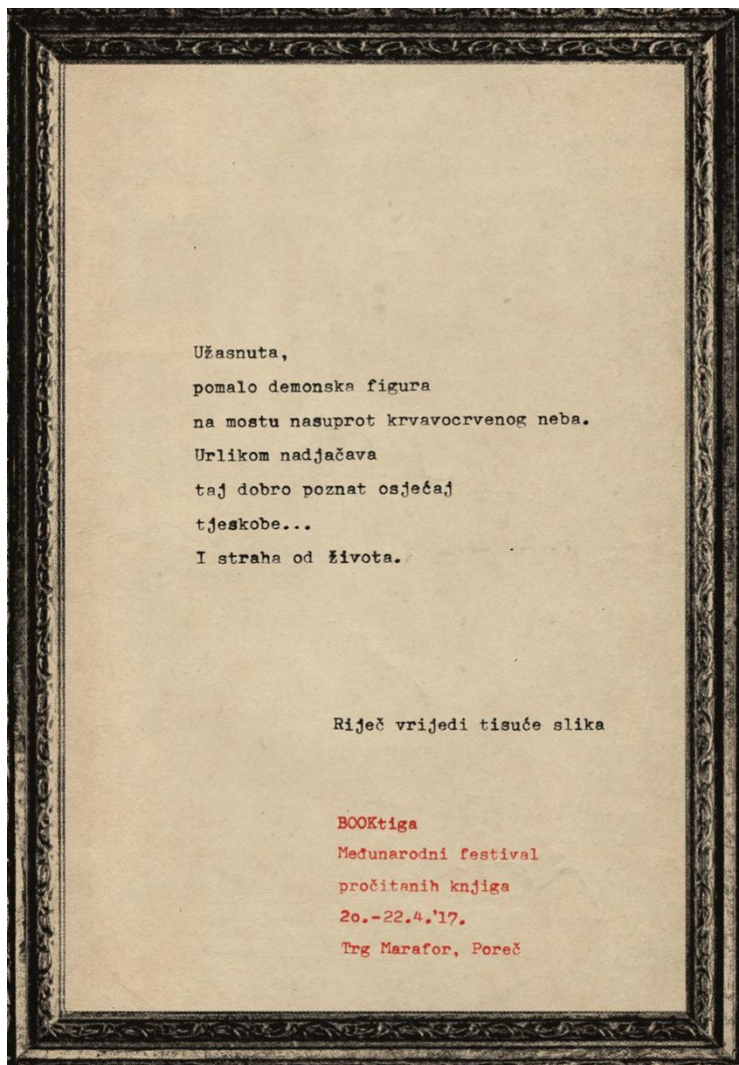 Užasnuta,
pomalo demonska figura
na mostu nasuprot krvavocrvenog neba.
Urlikom nadjačava
taj dobro poznat osjećaj
tjeskobe...
I straha od života.
Riječ vrijedi tisuće slika
BOOKtiga
Međunarodni festival
pročitanih knjiga
20.-22.4.'17.
Trg Marafor, Poreč